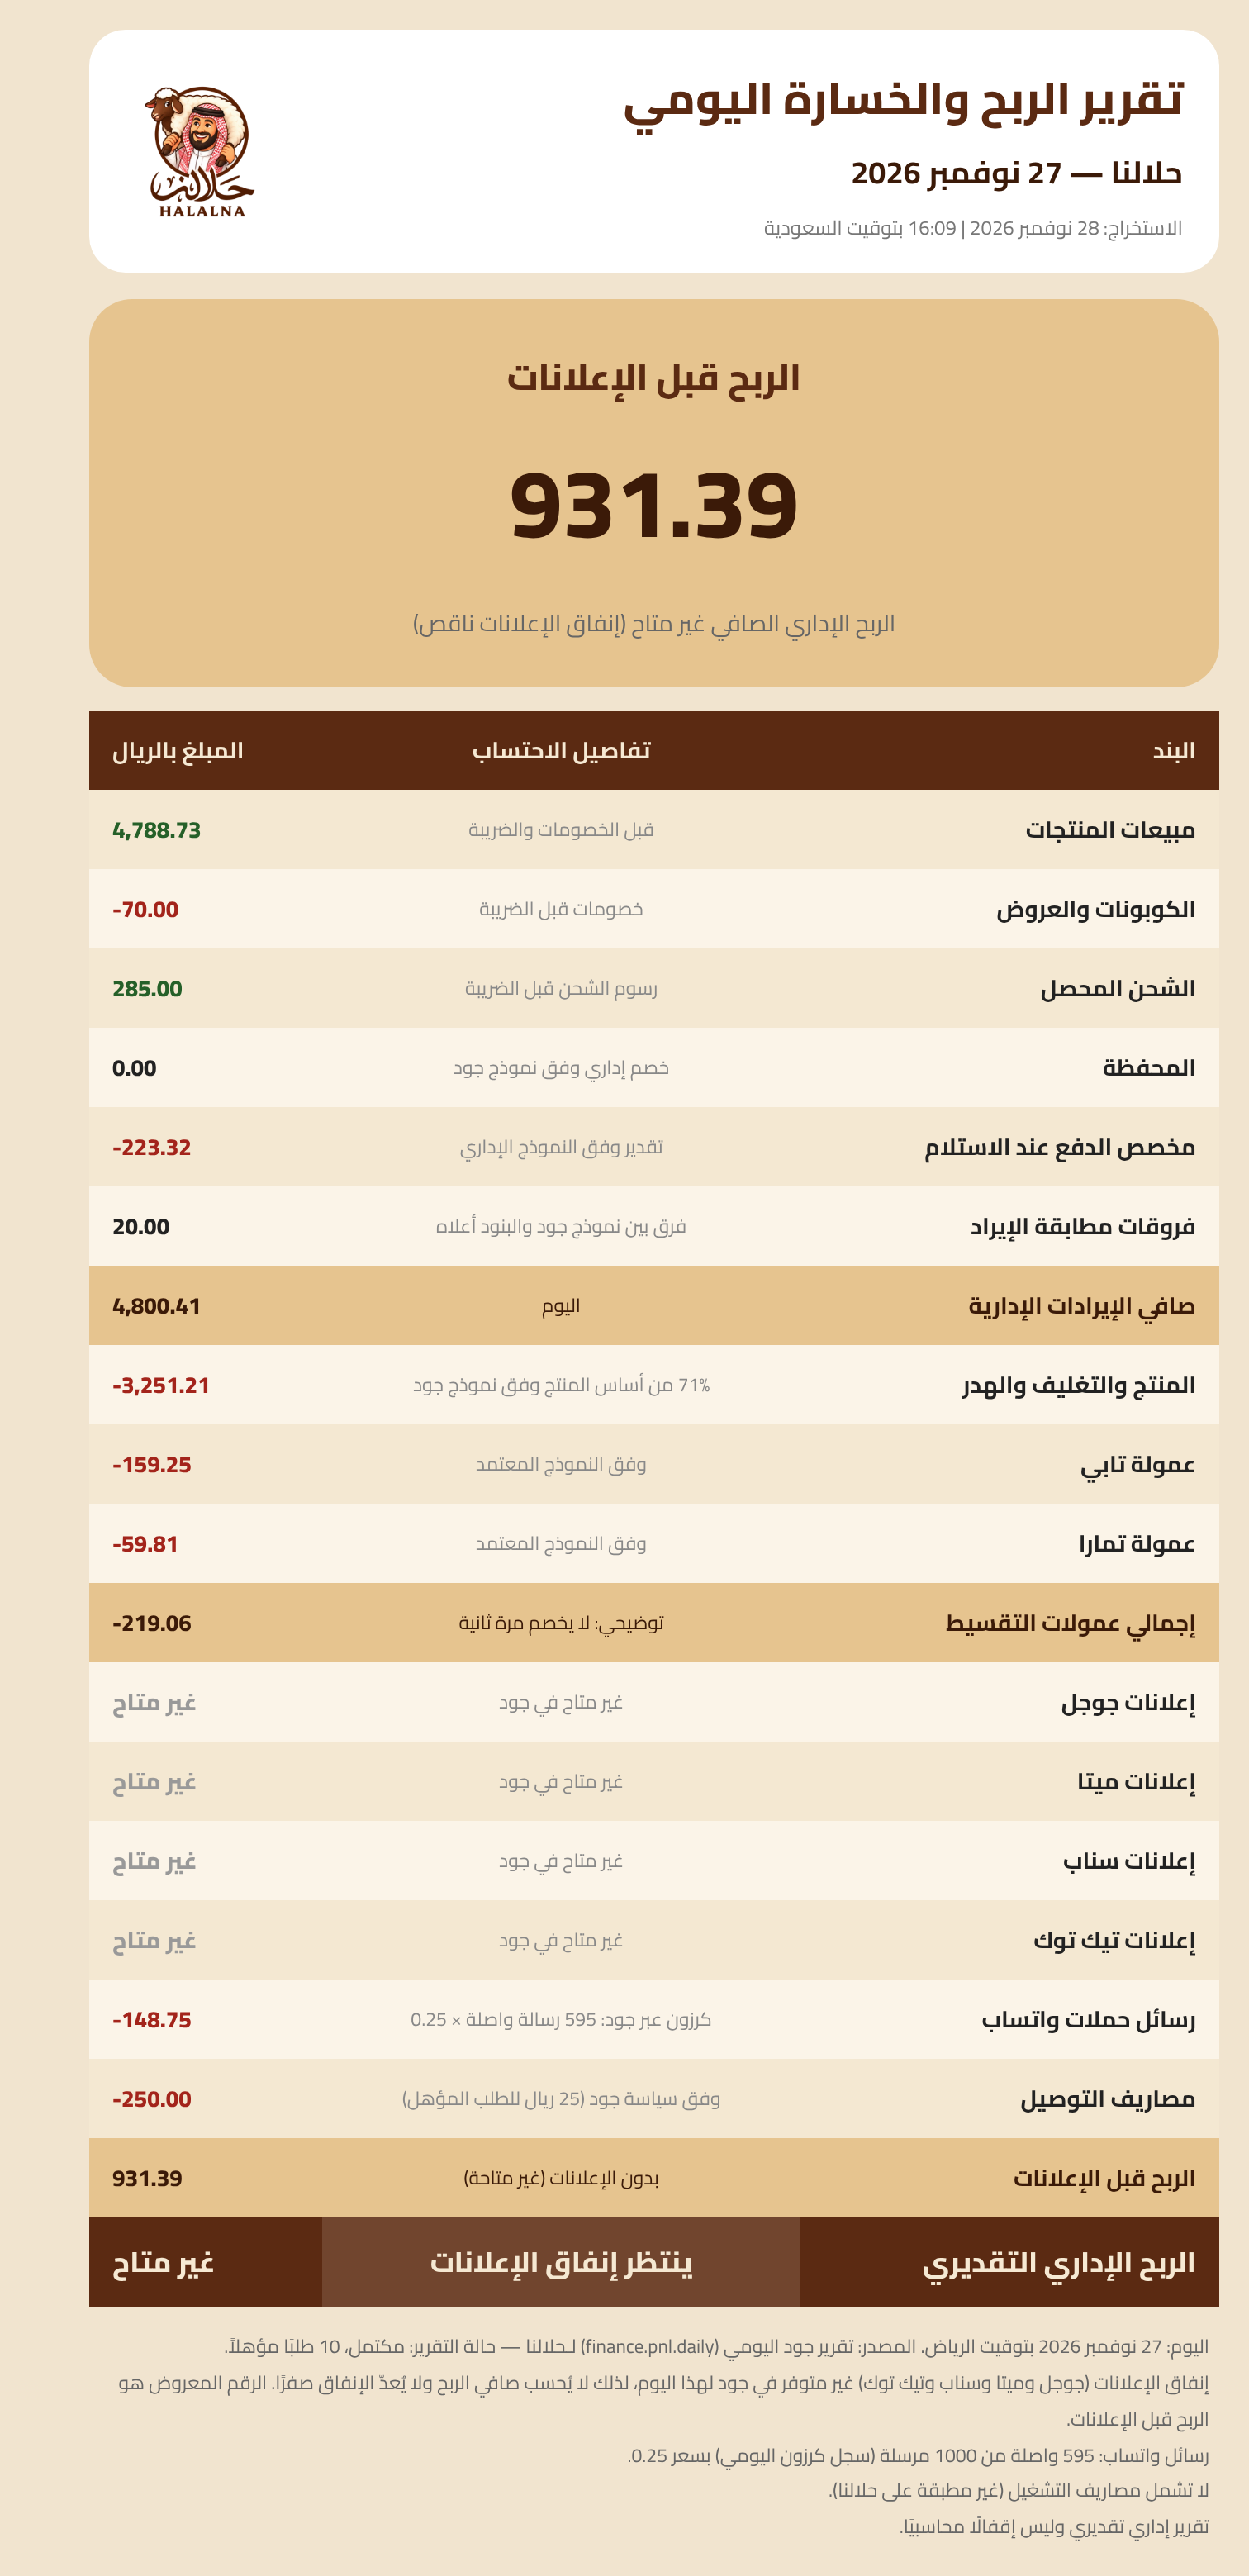 تقرير الربح والخسارة اليومي
حلالنا — 27 نوفمبر 2026
الاستخراج: 28 نوفمبر 2026 | 16:09 بتوقيت السعودية
حلالنا
HALALNA
الربح قبل الإعلانات
931.39
الربح الإداري الصافي غير متاح (إنفاق الإعلانات ناقص)
البند تفاصيل الاحتساب المبلغ بالريال
مبيعات المنتجات قبل الخصومات والضريبة 4,788.73
الكوبونات والعروض خصومات قبل الضريبة -70.00
الشحن المحصل رسوم الشحن قبل الضريبة 285.00
المحفظة خصم إداري وفق نموذج جود 0.00
مخصص الدفع عند الاستلام تقدير وفق النموذج الإداري -223.32
فروقات مطابقة الإيراد فرق بين نموذج جود والبنود أعلاه 20.00
صافي الإيرادات الإدارية اليوم 4,800.41
المنتج والتغليف والهدر 71% من أساس المنتج وفق نموذج جود -3,251.21
عمولة تابي وفق النموذج المعتمد -159.25
عمولة تمارا وفق النموذج المعتمد -59.81
إجمالي عمولات التقسيط توضيحي: لا يخصم مرة ثانية -219.06
إعلانات جوجل غير متاح في جود غير متاح
إعلانات ميتا غير متاح في جود غير متاح
إعلانات سناب غير متاح في جود غير متاح
إعلانات تيك توك غير متاح في جود غير متاح
رسائل حملات واتساب كرزون عبر جود: 595 رسالة واصلة × 0.25 -148.75
مصاريف التوصيل وفق سياسة جود (25 ريال للطلب المؤهل) -250.00
الربح قبل الإعلانات بدون الإعلانات (غير متاحة) 931.39
الربح الإداري التقديري ينتظر إنفاق الإعلانات غير متاح
اليوم: 27 نوفمبر 2026 بتوقيت الرياض. المصدر: تقرير جود اليومي (finance.pnl.daily) لـحلالنا — حالة التقرير: مكتمل، 10 طلبًا مؤهلاً.
إنفاق الإعلانات (جوجل وميتا وسناب وتيك توك) غير متوفر في جود لهذا اليوم، لذلك لا يُحسب صافي الربح ولا يُعدّ الإنفاق صفرًا. الرقم المعروض هو
الربح قبل الإعلانات.
رسائل واتساب: 595 واصلة من 1000 مرسلة (سجل كرزون اليومي) بسعر 0.25.
لا تشمل مصاريف التشغيل (غير مطبقة على حلالنا).
تقرير إداري تقديري وليس إقفالًا محاسبيًا.